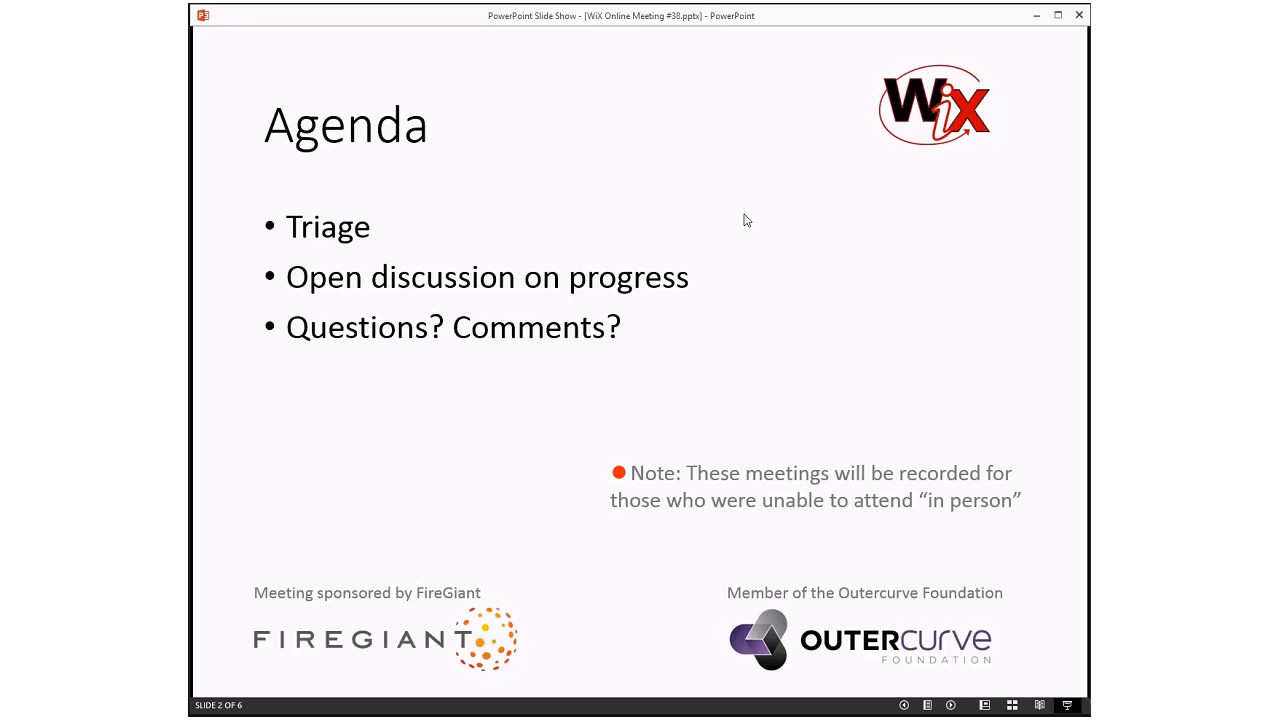 PowerPoint Slide Show - [WiX Online Meeting #38.pptx] - PowerPoint
WiX
Agenda
• Triage
• Open discussion on progress
• Questions? Comments?
Note: These meetings will be recorded for
those who were unable to attend “in person”
Meeting sponsored by FireGiant
FIREGIANT
Member of the Outercurve Foundation
OUTERCURVE
FOUNDATION
SLIDE 2 OF 6